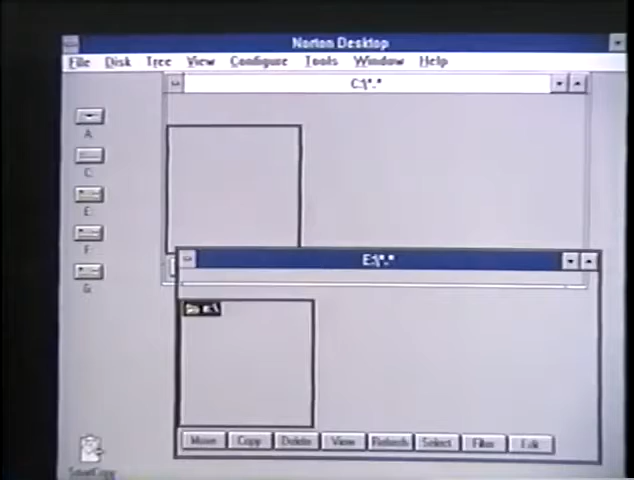 Norton Desktop
File Disk Tree View Configure Tools Window Help
C:\*.*
A:
C:
E:
F:
G:
E:\*.*
Move Copy Delete View Refresh Select Filter Edit
SmartCopy